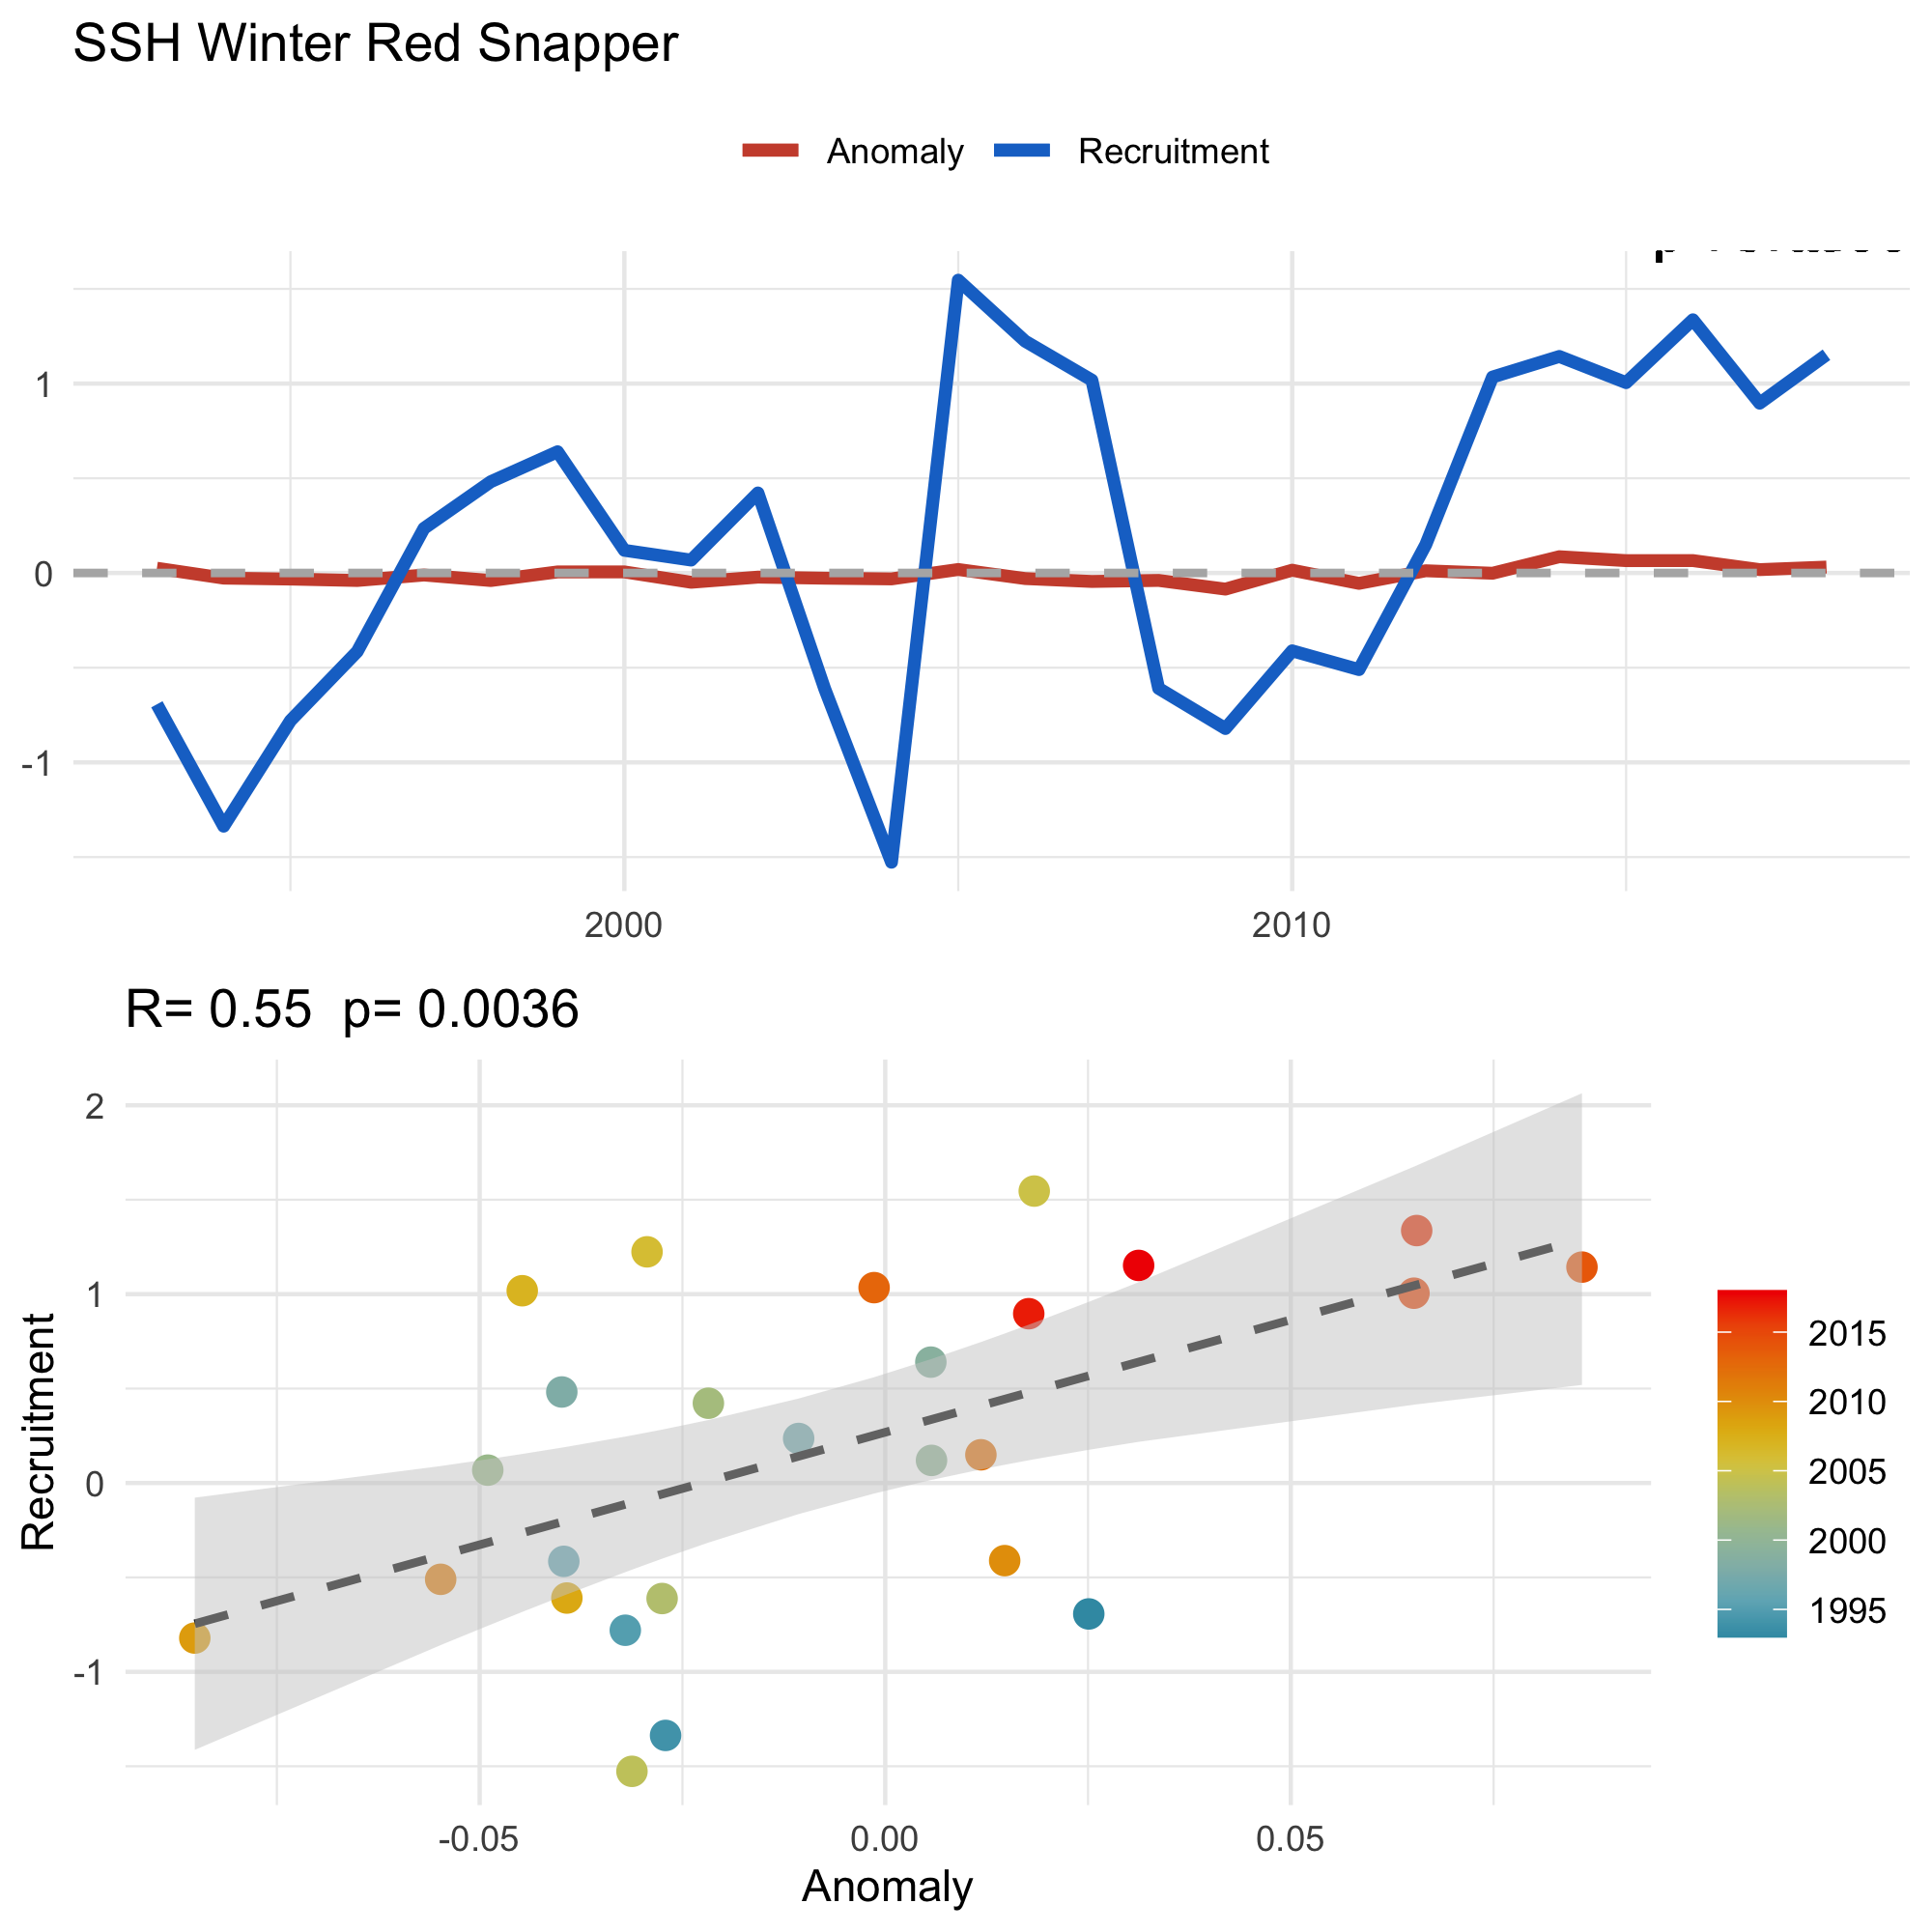 SSH Winter Red Snapper
Anomaly Recruitment
1
0
-1
2000 2010
R= 0.55 p= 0.0036
2
1
0
-1
Recruitment
-0.05 0.00 0.05
Anomaly
2015
2010
2005
2000
1995